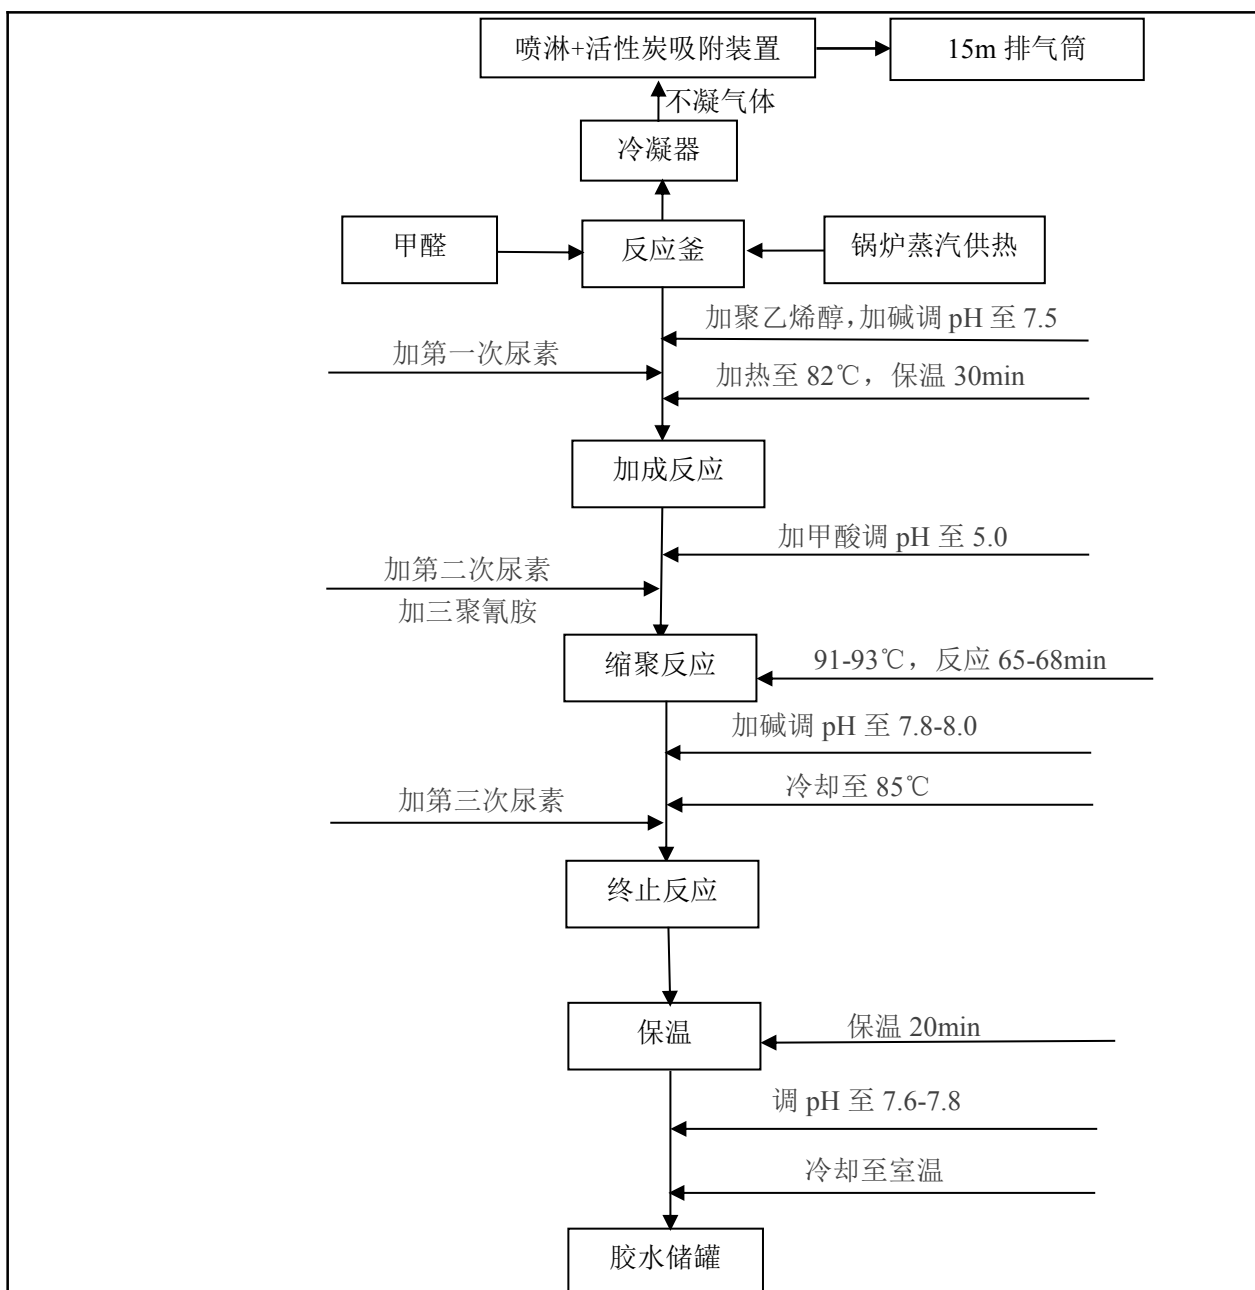 喷淋+活性炭吸附装置
15m 排气筒
不凝气体
冷凝器
甲醛
反应釜
锅炉蒸汽供热
加聚乙烯醇，加碱调 pH 至 7.5
加第一次尿素
加热至 82℃，保温 30min
加成反应
加甲酸调 pH 至 5.0
加第二次尿素
加三聚氰胺
缩聚反应
91-93℃，反应 65-68min
加碱调 pH 至 7.8-8.0
冷却至 85℃
加第三次尿素
终止反应
保温
保温 20min
调 pH 至 7.6-7.8
冷却至室温
胶水储罐